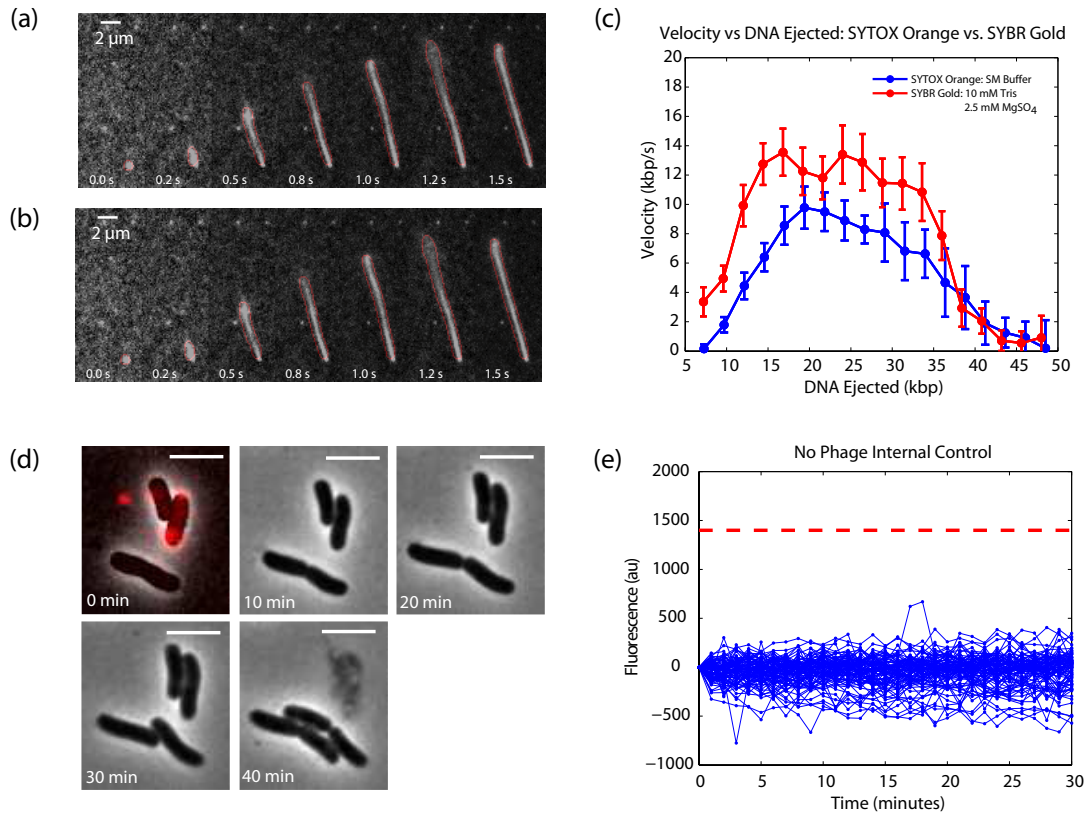 (a)
2 μm
0.0 s 0.2 s 0.5 s 0.8 s 1.0 s 1.2 s 1.5 s
(b)
2 μm
0.0 s 0.2 s 0.5 s 0.8 s 1.0 s 1.2 s 1.5 s
(c)
Velocity vs DNA Ejected: SYTOX Orange vs. SYBR Gold
20
18
16
14
12
10
8
6
4
2
0
Velocity (kbp/s)
SYTOX Orange: SM Buffer
SYBR Gold: 10 mM Tris
2.5 mM MgSO₄
5 10 15 20 25 30 35 40 45 50
DNA Ejected (kbp)
(d)
0 min
10 min
20 min
30 min
40 min
(e)
No Phage Internal Control
2000
1500
1000
500
0
−500
−1000
Fluorescence (au)
0 5 10 15 20 25 30
Time (minutes)